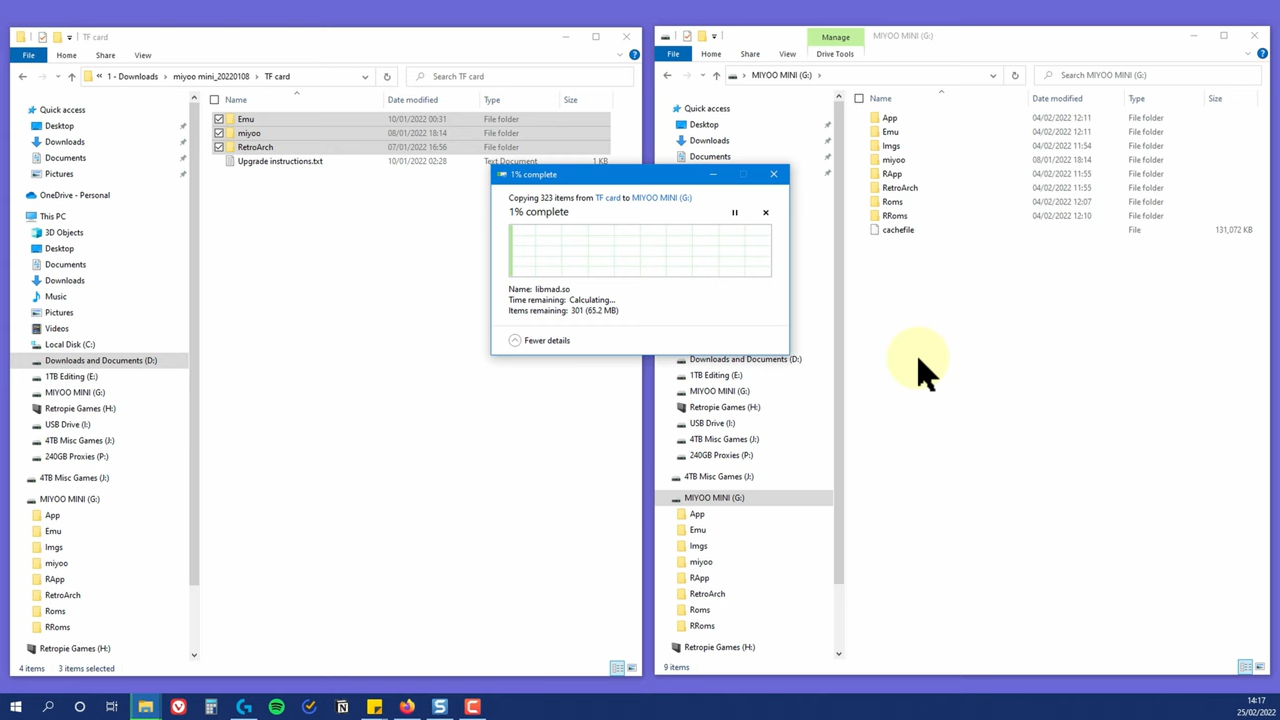 TF card
File
Home
Share
View
« 1 - Downloads
miyoo mini_20220108
TF card
Search TF card
Quick access
Desktop
Downloads
Documents
Pictures
OneDrive - Personal
This PC
3D Objects
Desktop
Documents
Downloads
Music
Pictures
Videos
Local Disk (C:)
Downloads and Documents (D:)
1TB Editing (E:)
MIYOO MINI (G:)
Retropie Games (H:)
USB Drive (I:)
4TB Misc Games (J:)
240GB Proxies (P:)
4TB Misc Games (J:)
MIYOO MINI (G:)
App
Emu
Imgs
miyoo
RApp
RetroArch
Roms
RRoms
Retropie Games (H:)
Name
Date modified
Type
Size
Emu
10/01/2022 00:31
File folder
miyoo
08/01/2022 18:14
File folder
RetroArch
07/01/2022 16:56
File folder
Upgrade instructions.txt
10/01/2022 02:28
Text Document
1 KB
4 items
3 items selected
1% complete
Copying 323 items from TF card to MIYOO MINI (G:)
1% complete
Name: libmad.so
Time remaining: Calculating...
Items remaining: 301 (65.2 MB)
Fewer details
Manage
MIYOO MINI (G:)
File
Home
Share
View
Drive Tools
MIYOO MINI (G:)
Search MIYOO MINI (G:)
Quick access
Desktop
Downloads
Documents
Downloads and Documents (D:)
1TB Editing (E:)
MIYOO MINI (G:)
Retropie Games (H:)
USB Drive (I:)
4TB Misc Games (J:)
240GB Proxies (P:)
4TB Misc Games (J:)
MIYOO MINI (G:)
App
Emu
Imgs
miyoo
RApp
RetroArch
Roms
RRoms
Retropie Games (H:)
Name
Date modified
Type
Size
App
04/02/2022 12:11
File folder
Emu
04/02/2022 12:11
File folder
Imgs
04/02/2022 11:54
File folder
miyoo
08/01/2022 18:14
File folder
RApp
04/02/2022 11:55
File folder
RetroArch
04/02/2022 11:55
File folder
Roms
04/02/2022 12:07
File folder
RRoms
04/02/2022 12:10
File folder
cachefile
File
131,072 KB
9 items
14:17
25/02/2022